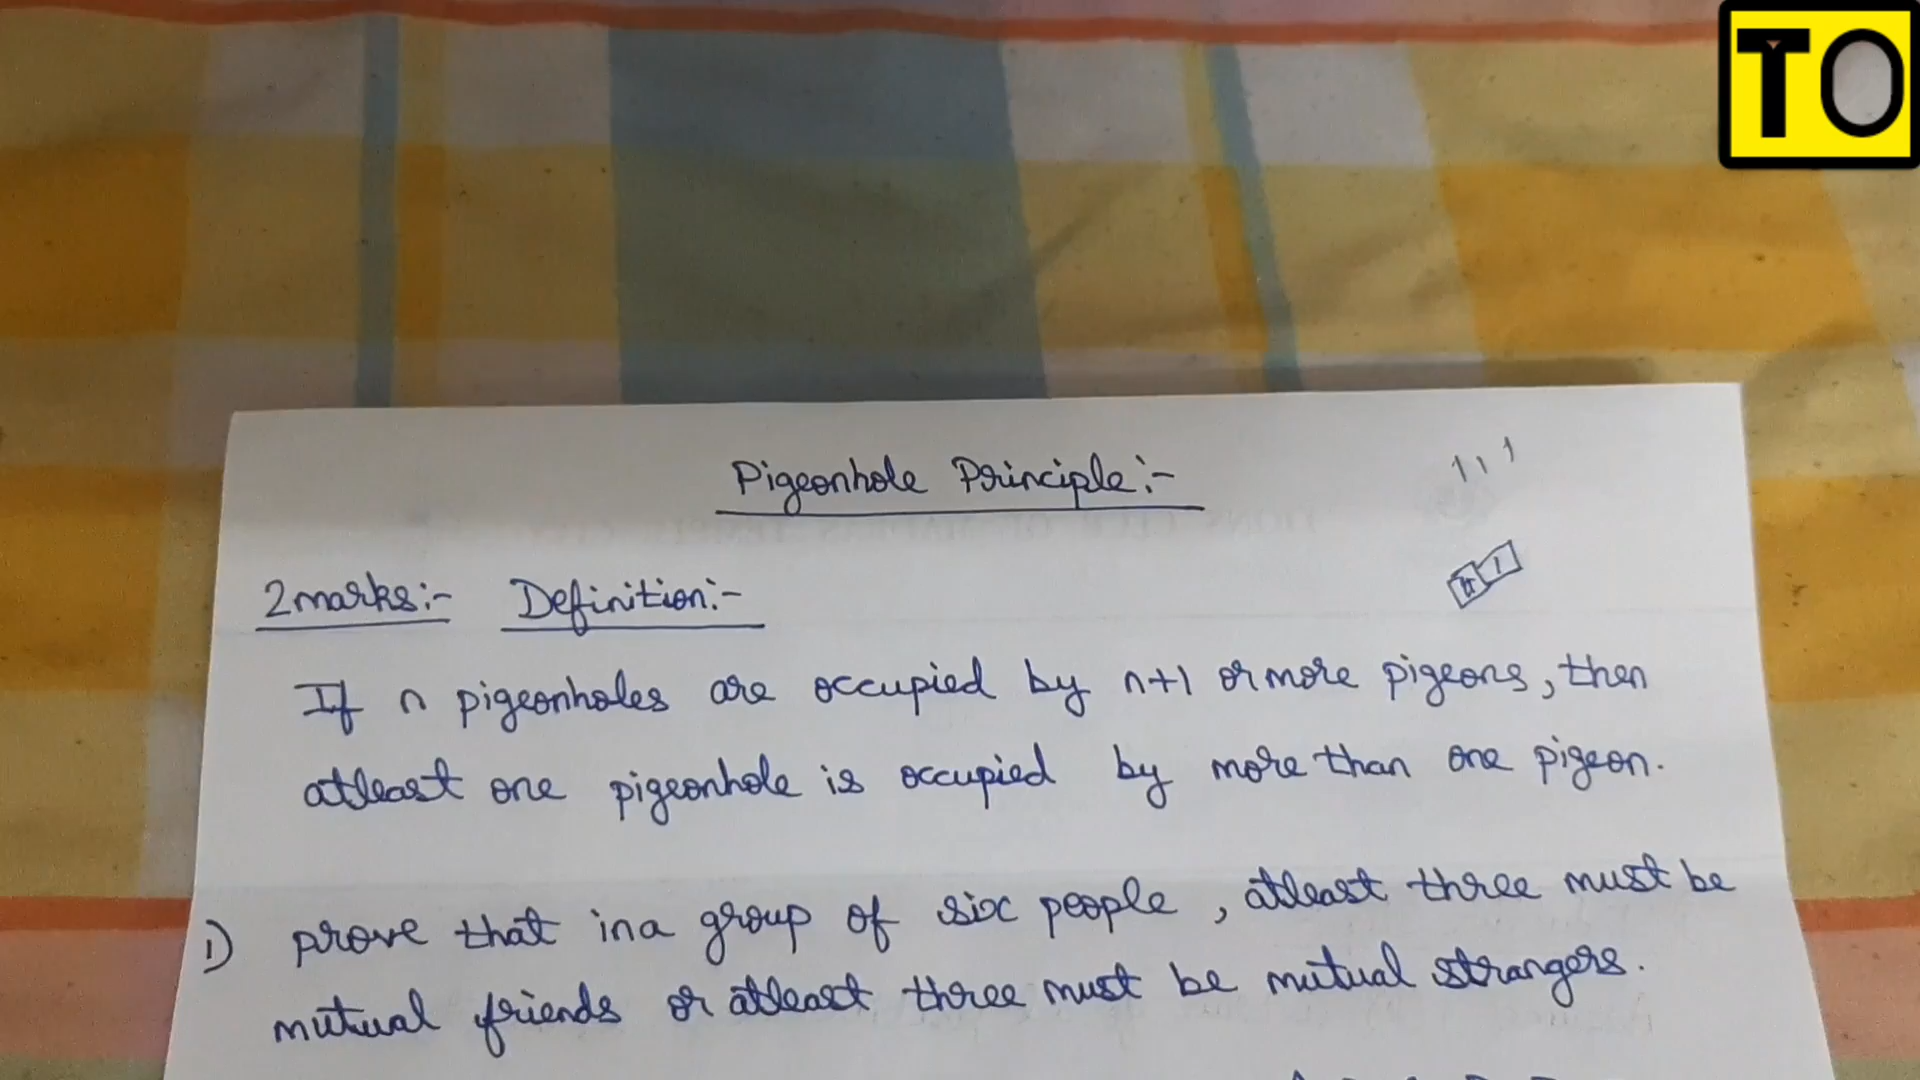 TO
Pigeonhole Principle:-
2marks:- Definition:-
If n pigeonholes are occupied by n+1 or more pigeons, then
atleast one pigeonhole is occupied by more than one pigeon.
1) prove that in a group of six people, atleast three must be
mutual friends or atleast three must be mutual strangers.